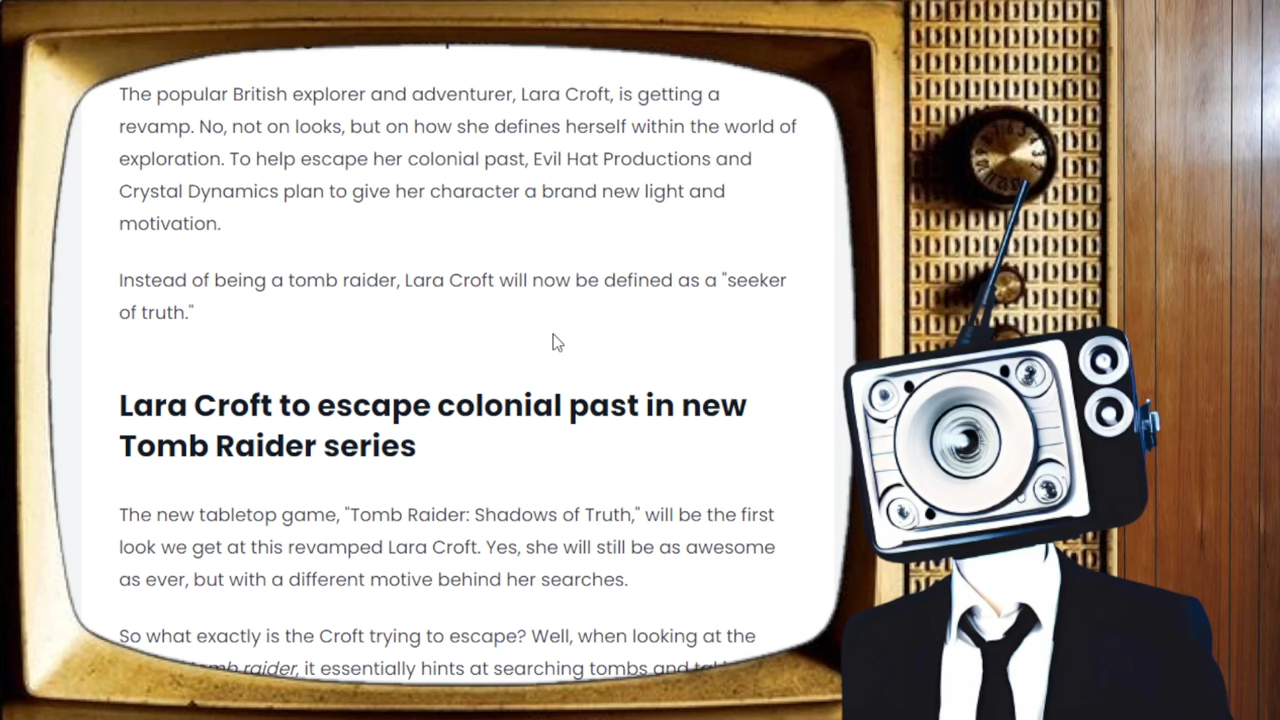 The popular British explorer and adventurer, Lara Croft, is getting a
revamp. No, not on looks, but on how she defines herself within the world of
exploration. To help escape her colonial past, Evil Hat Productions and
Crystal Dynamics plan to give her character a brand new light and
motivation.
Instead of being a tomb raider, Lara Croft will now be defined as a "seeker
of truth."
Lara Croft to escape colonial past in new
Tomb Raider series
The new tabletop game, "Tomb Raider: Shadows of Truth," will be the first
look we get at this revamped Lara Croft. Yes, she will still be as awesome
as ever, but with a different motive behind her searches.
So what exactly is the Croft trying to escape? Well, when looking at the
raider, it essentially hints at searching tombs and